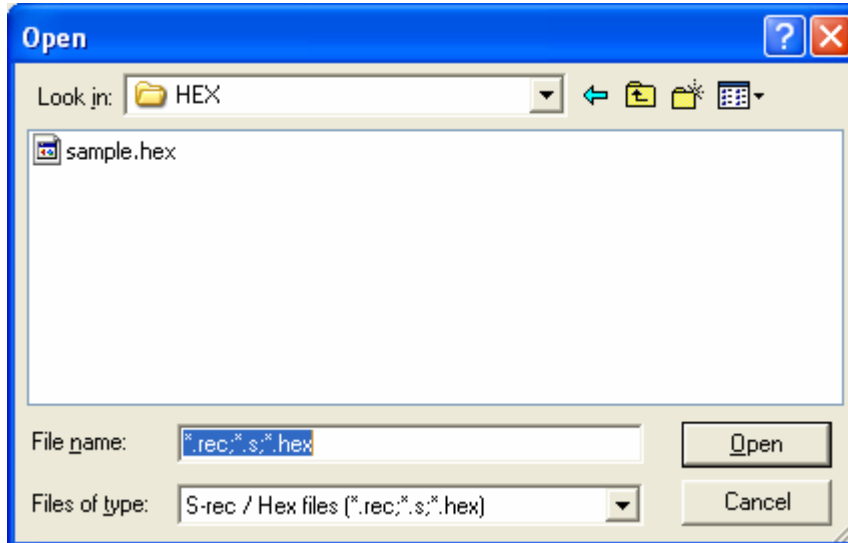 Open
Look in: HEX
sample.hex
File name: *.rec;*.s;*.hex Open
Files of type: S-rec / Hex files (*.rec;*.s;*.hex) Cancel